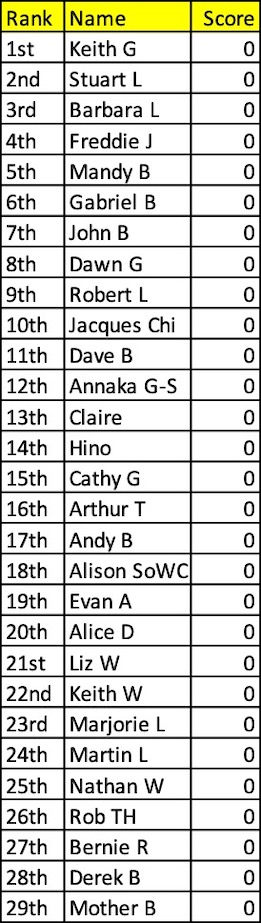 Rank Name Score
1st Keith G 0
2nd Stuart L 0
3rd Barbara L 0
4th Freddie J 0
5th Mandy B 0
6th Gabriel B 0
7th John B 0
8th Dawn G 0
9th Robert L 0
10th Jacques Chi 0
11th Dave B 0
12th Annaka G-S 0
13th Claire 0
14th Hino 0
15th Cathy G 0
16th Arthur T 0
17th Andy B 0
18th Alison SoWC 0
19th Evan A 0
20th Alice D 0
21st Liz W 0
22nd Keith W 0
23rd Marjorie L 0
24th Martin L 0
25th Nathan W 0
26th Rob TH 0
27th Bernie R 0
28th Derek B 0
29th Mother B 0